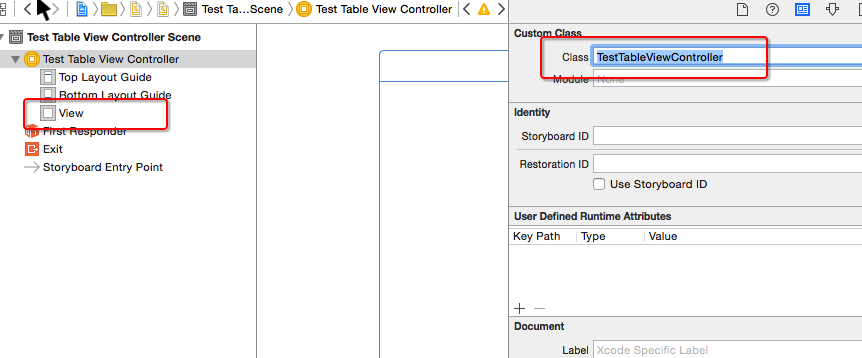 Test Ta...Scene
Test Table View Controller
Test Table View Controller Scene
Test Table View Controller
Top Layout Guide
Bottom Layout Guide
View
First Responder
Exit
Storyboard Entry Point
Custom Class
Class TestTableViewController
Module None
Identity
Storyboard ID
Restoration ID
Use Storyboard ID
User Defined Runtime Attributes
Key Path Type Value
Document
Label Xcode Specific Label